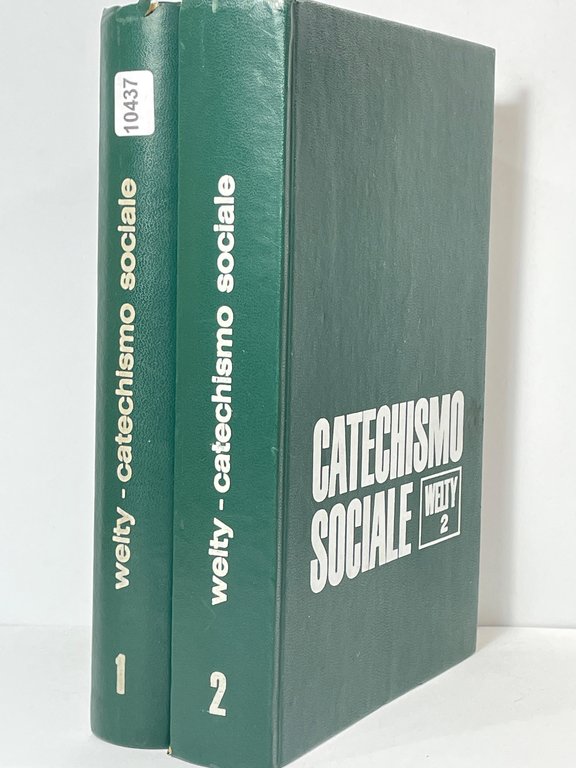 10437
welty - catechismo sociale
1
welty - catechismo sociale
2
CATECHISMO
SOCIALE
WELTY
2